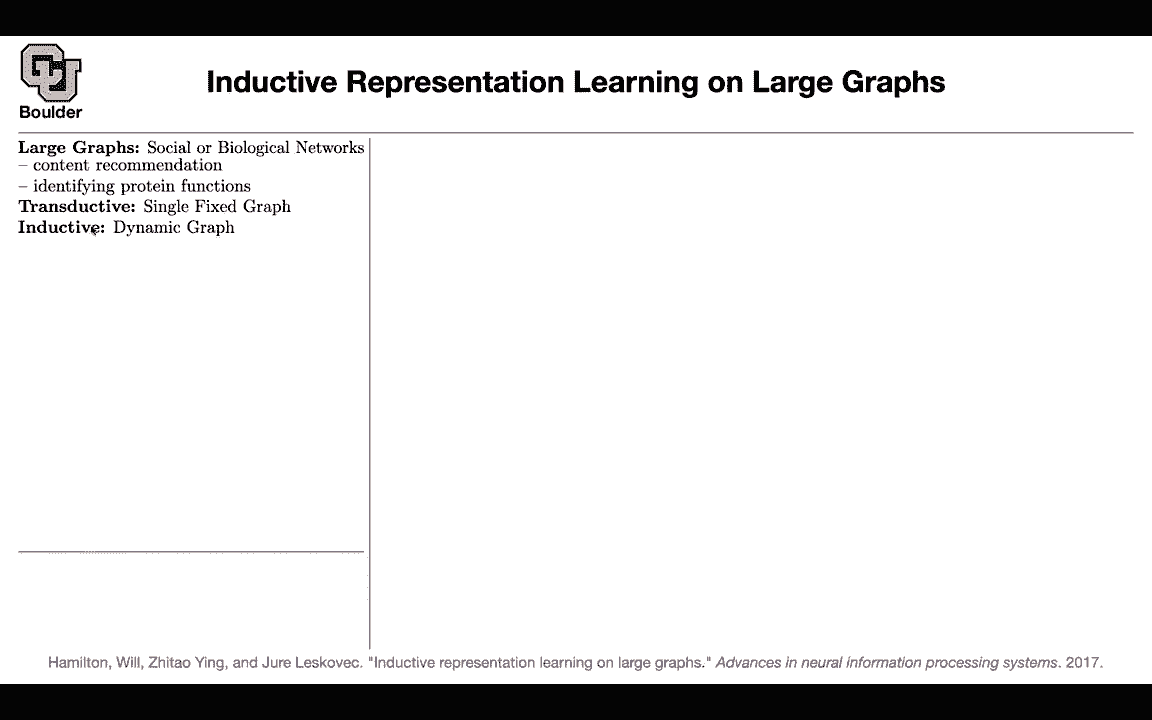 CU
Boulder
Inductive Representation Learning on Large Graphs
Large Graphs: Social or Biological Networks
– content recommendation
– identifying protein functions
Transductive: Single Fixed Graph
Inductive: Dynamic Graph
Hamilton, Will, Zhitao Ying, and Jure Leskovec. "Inductive representation learning on large graphs." Advances in neural information processing systems. 2017.